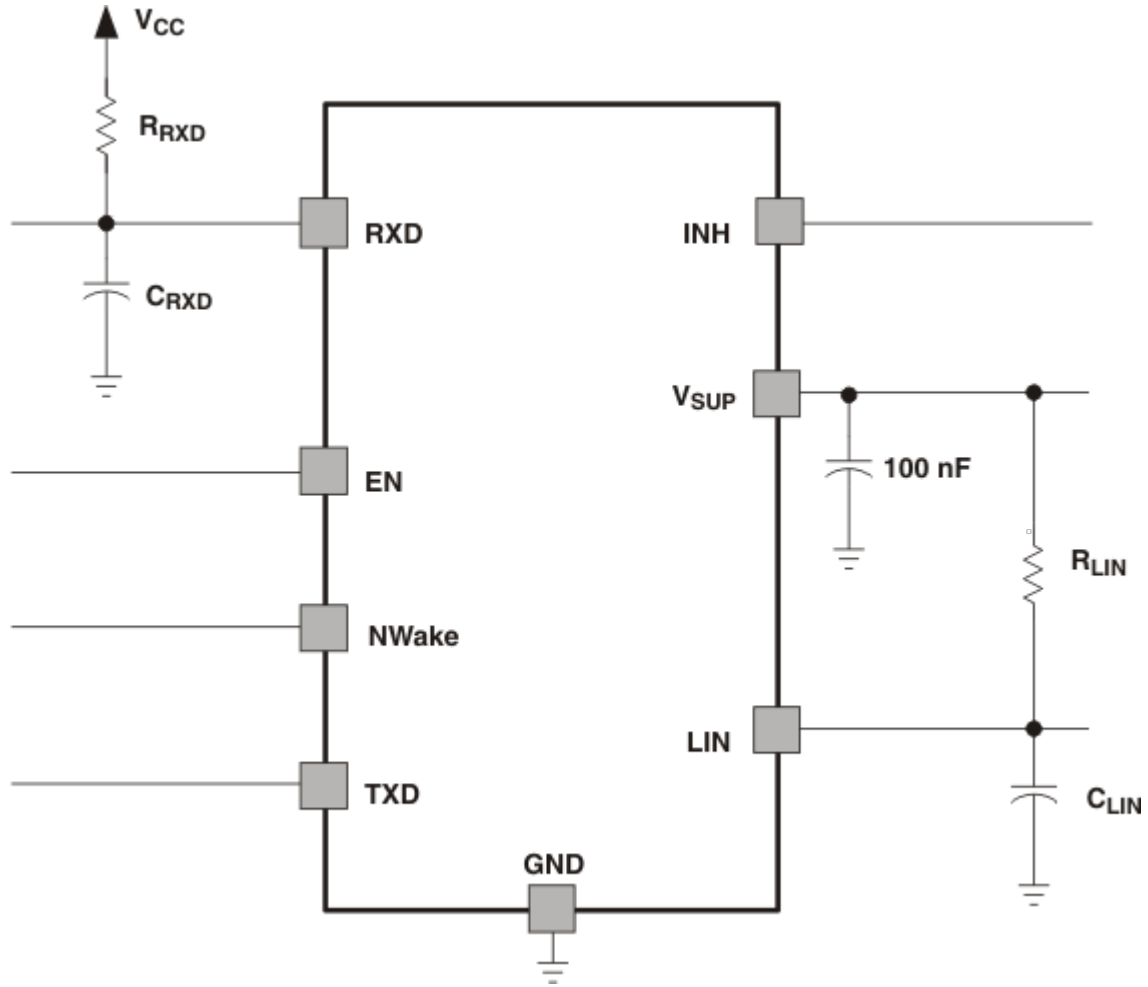 VCC
RRXD
RXD
INH
CRXD
VSUP
100 nF
EN
RLIN
NWake
LIN
TXD
CLIN
GND